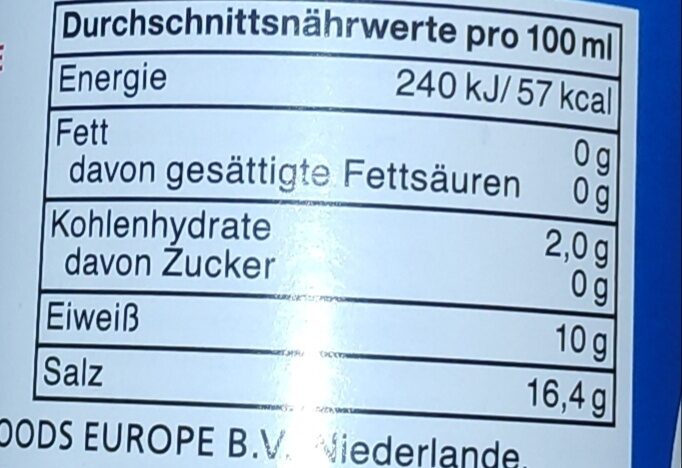 Durchschnittsnährwerte pro 100 ml
Energie 240 kJ/ 57 kcal
Fett 0 g
davon gesättigte Fettsäuren 0 g
Kohlenhydrate 2,0 g
davon Zucker 0 g
Eiweiß 10 g
Salz 16,4 g
OODS EUROPE B.V. Niederlande.